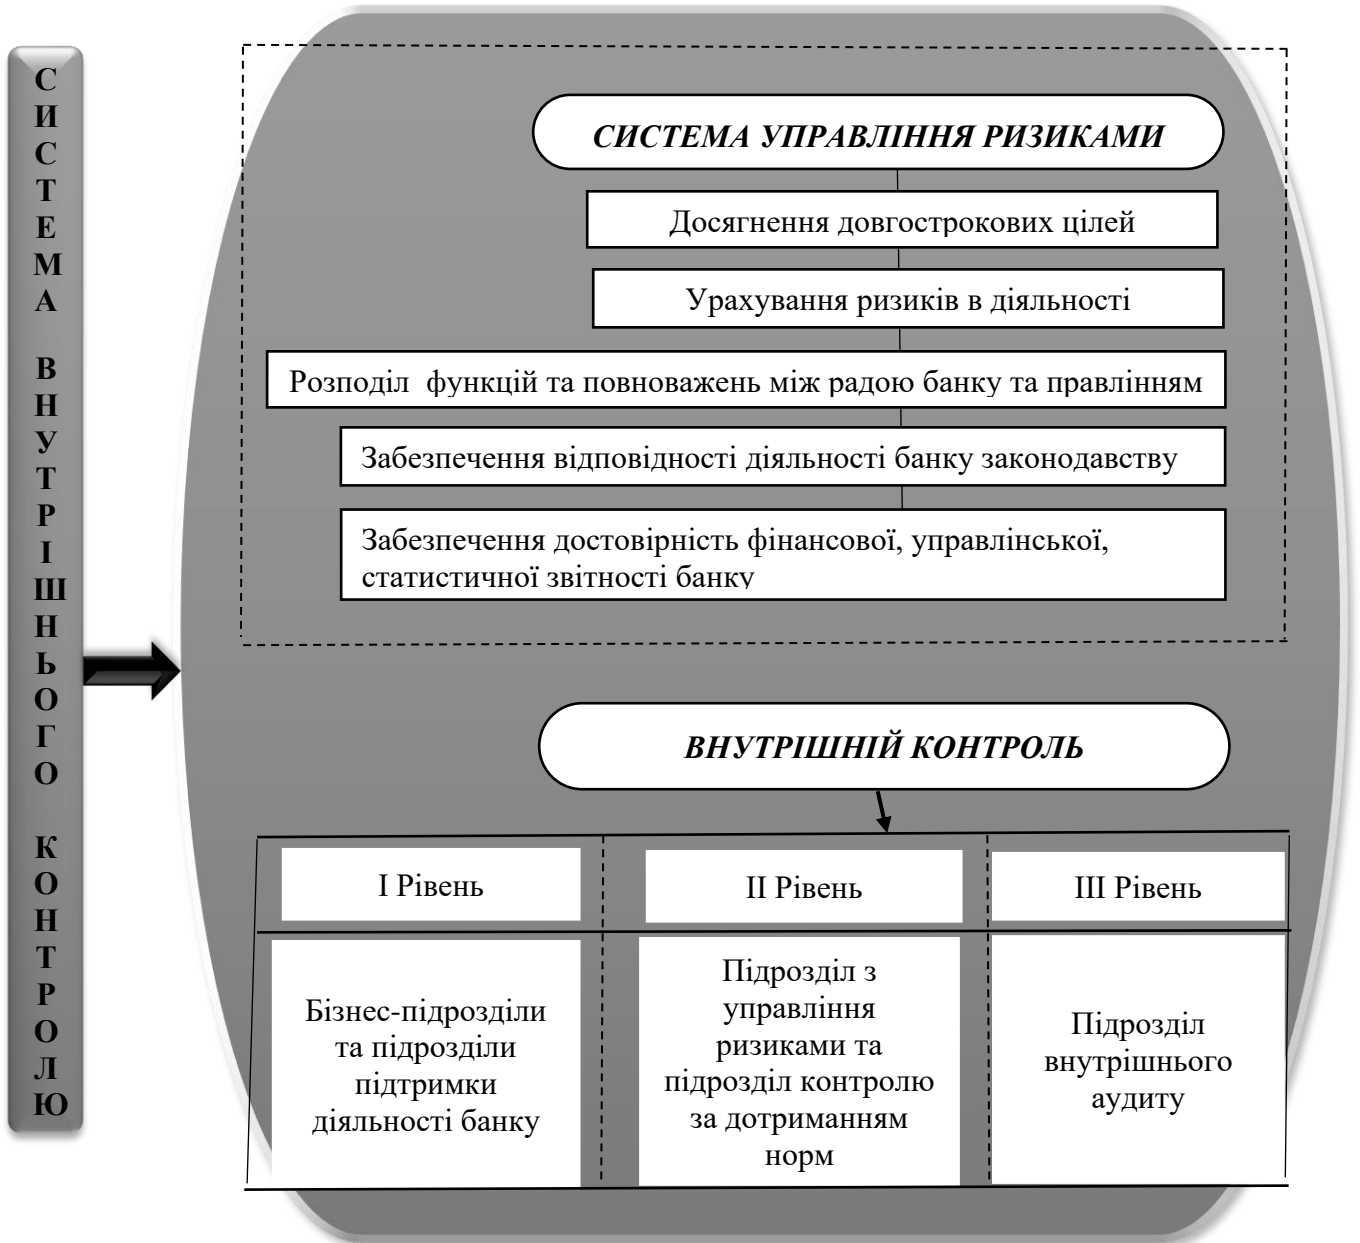 СИСТЕМА ВНУТРІШНЬОГО КОНТРОЛЮ
СИСТЕМА УПРАВЛІННЯ РИЗИКАМИ
Досягнення довгострокових цілей
Урахування ризиків в діяльності
Розподіл функцій та повноважень між радою банку та правлінням
Забезпечення відповідності діяльності банку законодавству
Забезпечення достовірність фінансової, управлінської,
статистичної звітності банку
ВНУТРІШНІЙ КОНТРОЛЬ
І Рівень
ІІ Рівень
ІІІ Рівень
Бізнес-підрозділи
та підрозділи
підтримки
діяльності банку
Підрозділ з
управління
ризиками та
підрозділ контролю
за дотриманням
норм
Підрозділ
внутрішнього
аудиту